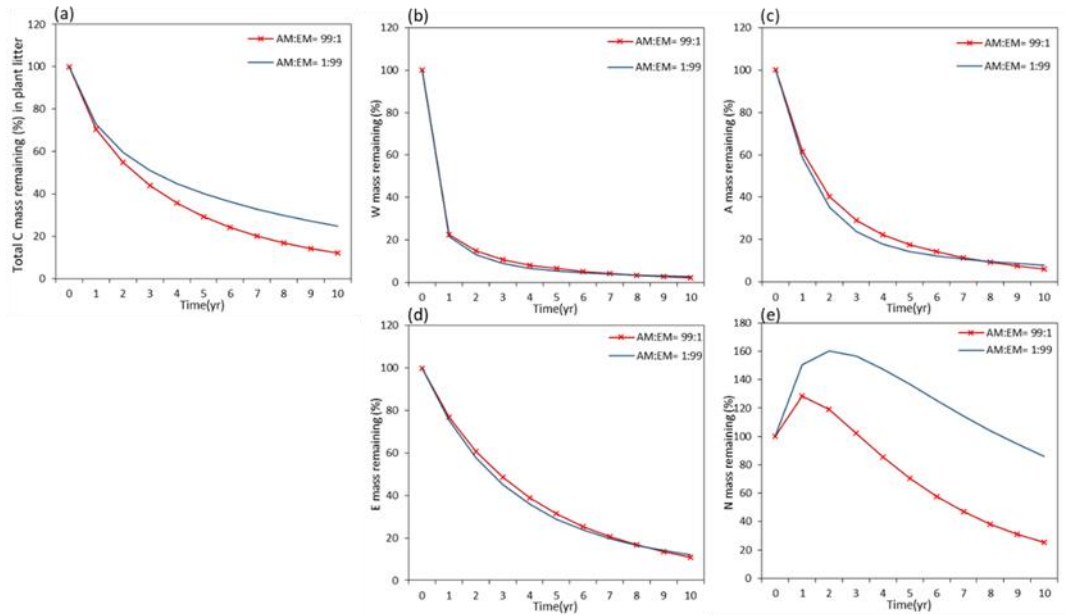 (a)
Total C mass remaining (%) in plant litter
120
100
80
60
40
20
0
AM:EM= 99:1
AM:EM= 1:99
0 1 2 3 4 5 6 7 8 9 10
Time(yr)
(b)
W mass remaining (%)
120
100
80
60
40
20
0
AM:EM= 99:1
AM:EM= 1:99
0 1 2 3 4 5 6 7 8 9 10
Time(yr)
(c)
A mass remaining (%)
120
100
80
60
40
20
0
AM:EM= 99:1
AM:EM= 1:99
0 1 2 3 4 5 6 7 8 9 10
Time(yr)
(d)
E mass remaining (%)
120
100
80
60
40
20
0
AM:EM= 99:1
AM:EM= 1:99
0 1 2 3 4 5 6 7 8 9 10
Time(yr)
(e)
N mass remaining (%)
180
160
140
120
100
80
60
40
20
0
AM:EM= 99:1
AM:EM= 1:99
0 1 2 3 4 5 6 7 8 9 10
Time(yr)